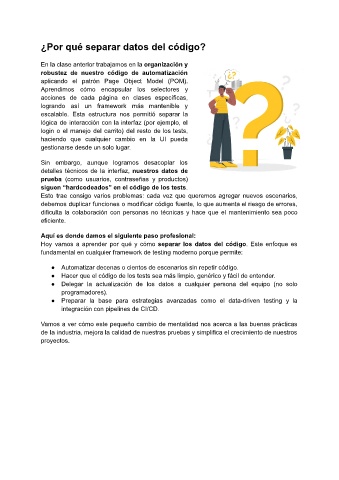 ¿Por qué separar datos del código?
En la clase anterior trabajamos en la organización y
robustez de nuestro código de automatización
aplicando el patrón Page Object Model (POM).
Aprendimos cómo encapsular los selectores y
acciones de cada página en clases específicas,
logrando así un framework más mantenible y
escalable. Esta estructura nos permitió separar la
lógica de interacción con la interfaz (por ejemplo, el
login o el manejo del carrito) del resto de los tests,
haciendo que cualquier cambio en la UI pueda
gestionarse desde un solo lugar.
Sin embargo, aunque logramos desacoplar los
detalles técnicos de la interfaz, nuestros datos de
prueba (como usuarios, contraseñas y productos)
siguen “hardcodeados” en el código de los tests.
Esto trae consigo varios problemas: cada vez que queremos agregar nuevos escenarios,
debemos duplicar funciones o modificar código fuente, lo que aumenta el riesgo de errores,
dificulta la colaboración con personas no técnicas y hace que el mantenimiento sea poco
eficiente.
Aquí es donde damos el siguiente paso profesional:
Hoy vamos a aprender por qué y cómo separar los datos del código. Este enfoque es
fundamental en cualquier framework de testing moderno porque permite:
● Automatizar decenas o cientos de escenarios sin repetir código.
● Hacer que el código de los tests sea más limpio, genérico y fácil de entender.
● Delegar la actualización de los datos a cualquier persona del equipo (no solo
programadores).
● Preparar la base para estrategias avanzadas como el data-driven testing y la
integración con pipelines de CI/CD.
Vamos a ver cómo este pequeño cambio de mentalidad nos acerca a las buenas prácticas
de la industria, mejora la calidad de nuestras pruebas y simplifica el crecimiento de nuestros
proyectos.